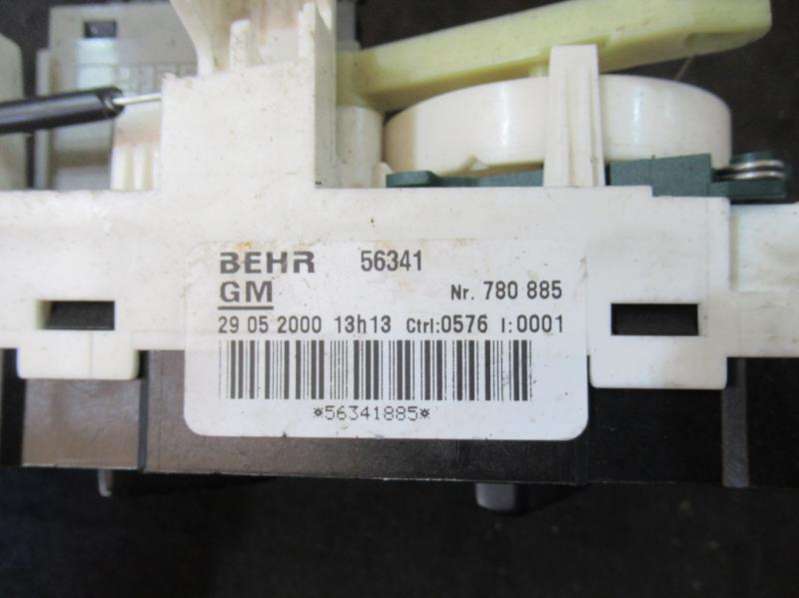 BEHR 56341
GM Nr. 780 885
29 05 2000 13h13 Ctrl:0576 I:0001
*56341885*